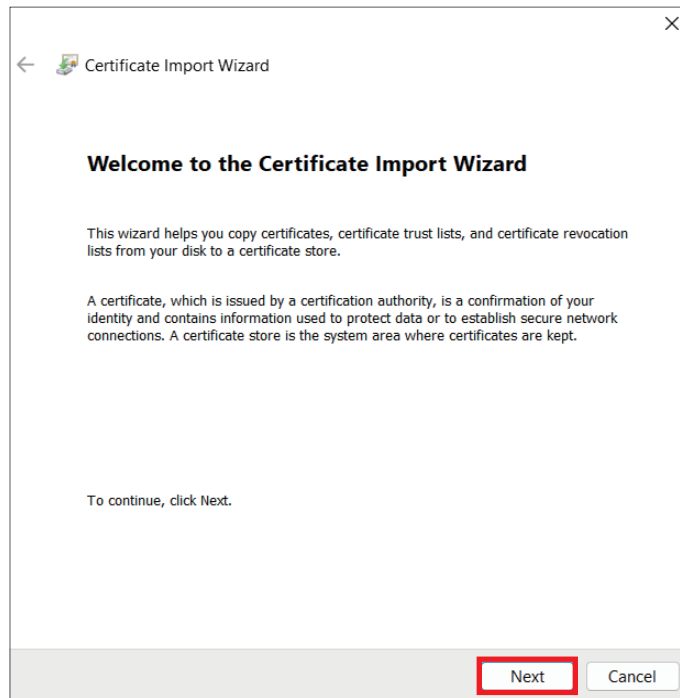 Certificate Import Wizard
Welcome to the Certificate Import Wizard
This wizard helps you copy certificates, certificate trust lists, and certificate revocation
lists from your disk to a certificate store.
A certificate, which is issued by a certification authority, is a confirmation of your
identity and contains information used to protect data or to establish secure network
connections. A certificate store is the system area where certificates are kept.
To continue, click Next.
Next Cancel